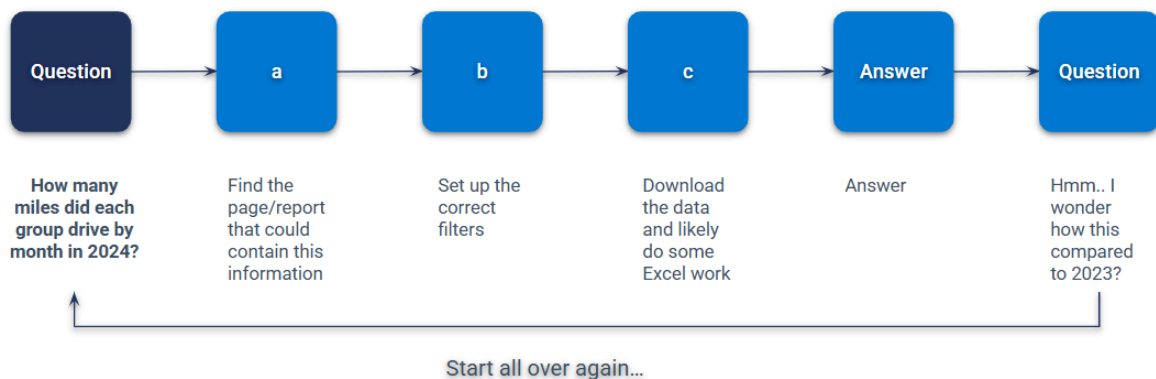 Question
a
b
c
Answer
Question
How many
miles did each
group drive by
month in 2024?
Find the
page/report
that could
contain this
information
Set up the
correct
filters
Download
the data
and likely
do some
Excel work
Answer
Hmm.. I
wonder
how this
compared
to 2023?
Start all over again...